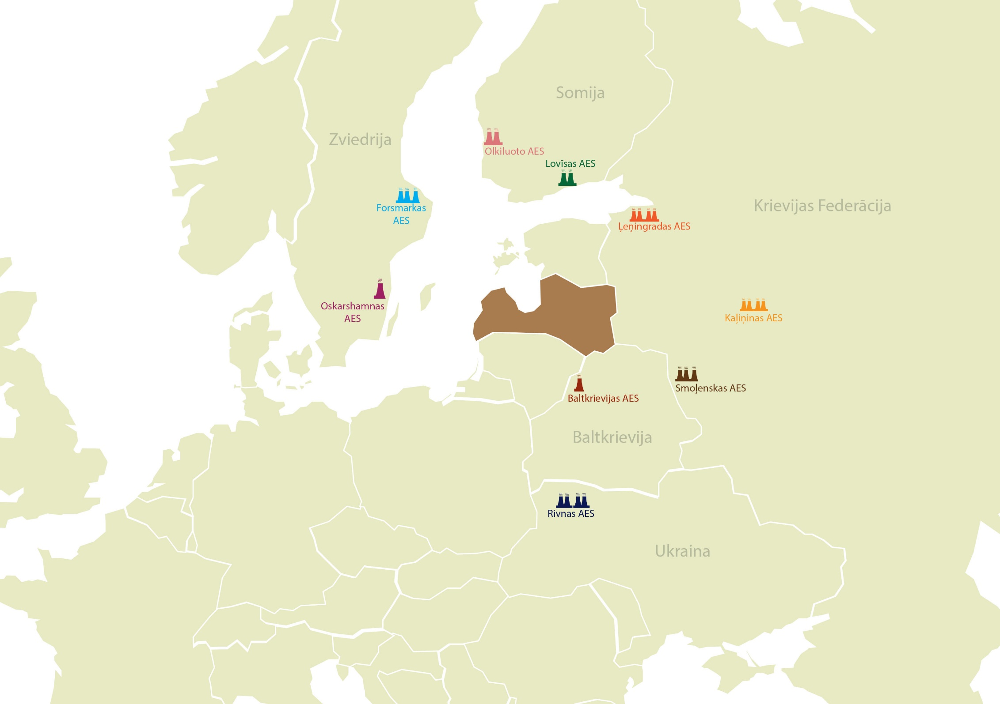 Somija
Zviedrija
Olkiluoto AES
Lovīsas AES
Forsmarkas
AES
Krievijas Federācija
Ļeņingradas AES
Oskarshamnas
AES
Kaļiņinas AES
Smoļenskas AES
Baltkrievijas AES
Baltkrievija
Rivnas AES
Ukraina